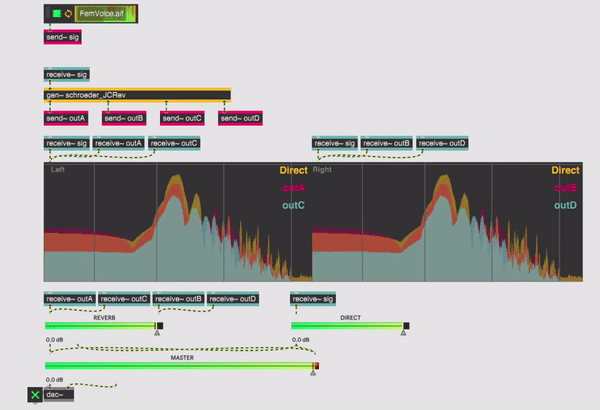 FemVoice.aif
send~ sig
receive~ sig
gen~ schroeder_JCRev
send~ outA send~ outB send~ outC send~ outD
receive~ sig receive~ outA receive~ outC receive~ sig receive~ outB receive~ outD
Left Direct Right Direct
outA outB
outC outD
receive~ outA receive~ outC receive~ outB receive~ outD receive~ sig
REVERB DIRECT
0.0 dB 0.0 dB
MASTER
0.0 dB
dac~